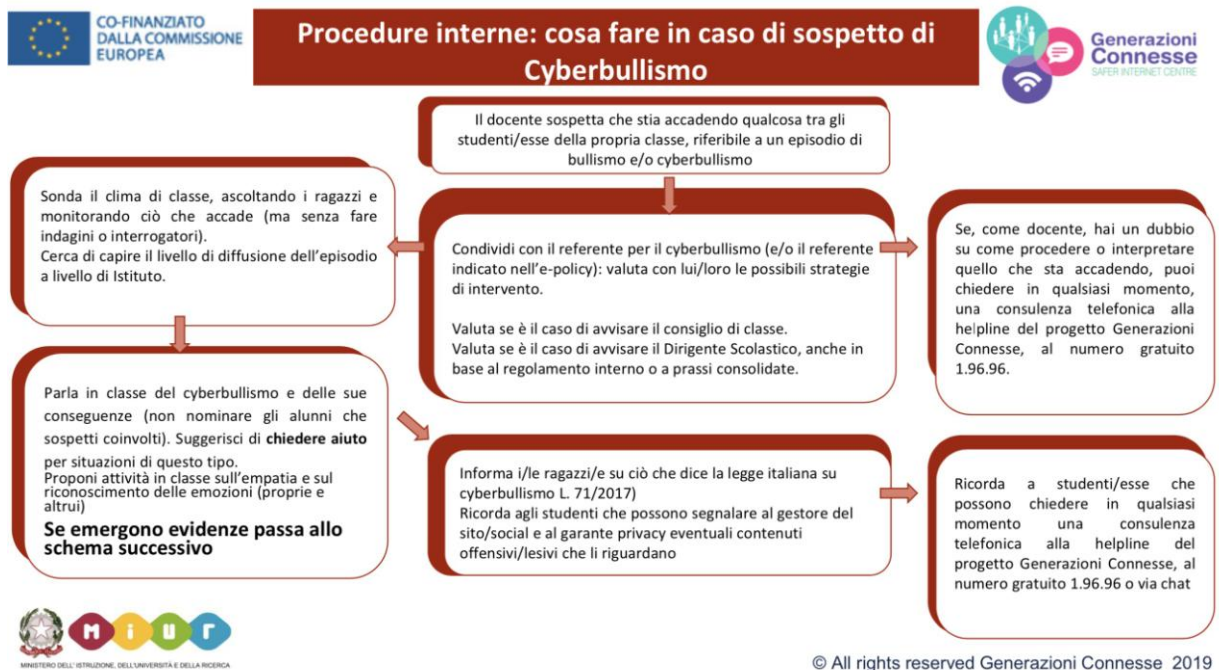 CO-FINANZIATO
DALLA COMMISSIONE
EUROPEA
Procedure interne: cosa fare in caso di sospetto di
Cyberbullismo
Generazioni
Connesse
SAFER INTERNET CENTRE
Il docente sospetta che stia accadendo qualcosa tra gli
studenti/esse della propria classe, riferibile a un episodio di
bullismo e/o cyberbullismo
Sonda il clima di classe, ascoltando i ragazzi e
monitorando ciò che accade (ma senza fare
indagini o interrogatori).
Cerca di capire il livello di diffusione dell'episodio
a livello di Istituto.
Condividi con il referente per il cyberbullismo (e/o il referente
indicato nell'e-policy): valuta con lui/loro le possibili strategie
di intervento.
Valuta se è il caso di avvisare il consiglio di classe.
Valuta se è il caso di avvisare il Dirigente Scolastico, anche in
base al regolamento interno o a prassi consolidate.
Se, come docente, hai un dubbio
su come procedere o interpretare
quello che sta accadendo, puoi
chiedere in qualsiasi momento,
una consulenza telefonica alla
helpline del progetto Generazioni
Connesse, al numero gratuito
1.96.96.
Parla in classe del cyberbullismo e delle sue
conseguenze (non nominare gli alunni che
sospetti coinvolti). Suggerisci di chiedere aiuto
per situazioni di questo tipo.
Proponi attività in classe sull'empatia e sul
riconoscimento delle emozioni (proprie e
altrui)
Se emergono evidenze passa allo
schema successivo
Informa i/le ragazzi/e su ciò che dice la legge italiana su
cyberbullismo L. 71/2017)
Ricorda agli studenti che possono segnalare al gestore del
sito/social e al garante privacy eventuali contenuti
offensivi/lesivi che li riguardano
Ricorda a studenti/esse che
possono chiedere in qualsiasi
momento una consulenza
telefonica alla helpline del
progetto Generazioni Connesse, al
numero gratuito 1.96.96 o via chat
MIUR
MINISTERO DELL'ISTRUZIONE, DELL'UNIVERSITÀ E DELLA RICERCA
© All rights reserved Generazioni Connesse 2019